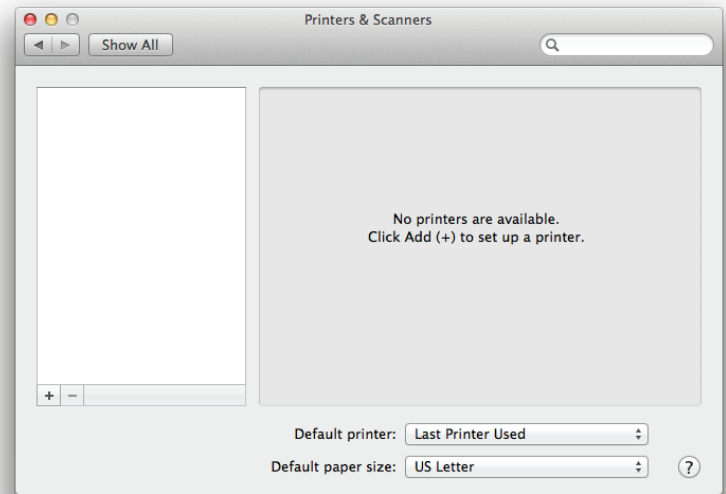 Printers & Scanners
Show All
No printers are available.
Click Add (+) to set up a printer.
+ −
Default printer: Last Printer Used
Default paper size: US Letter
?